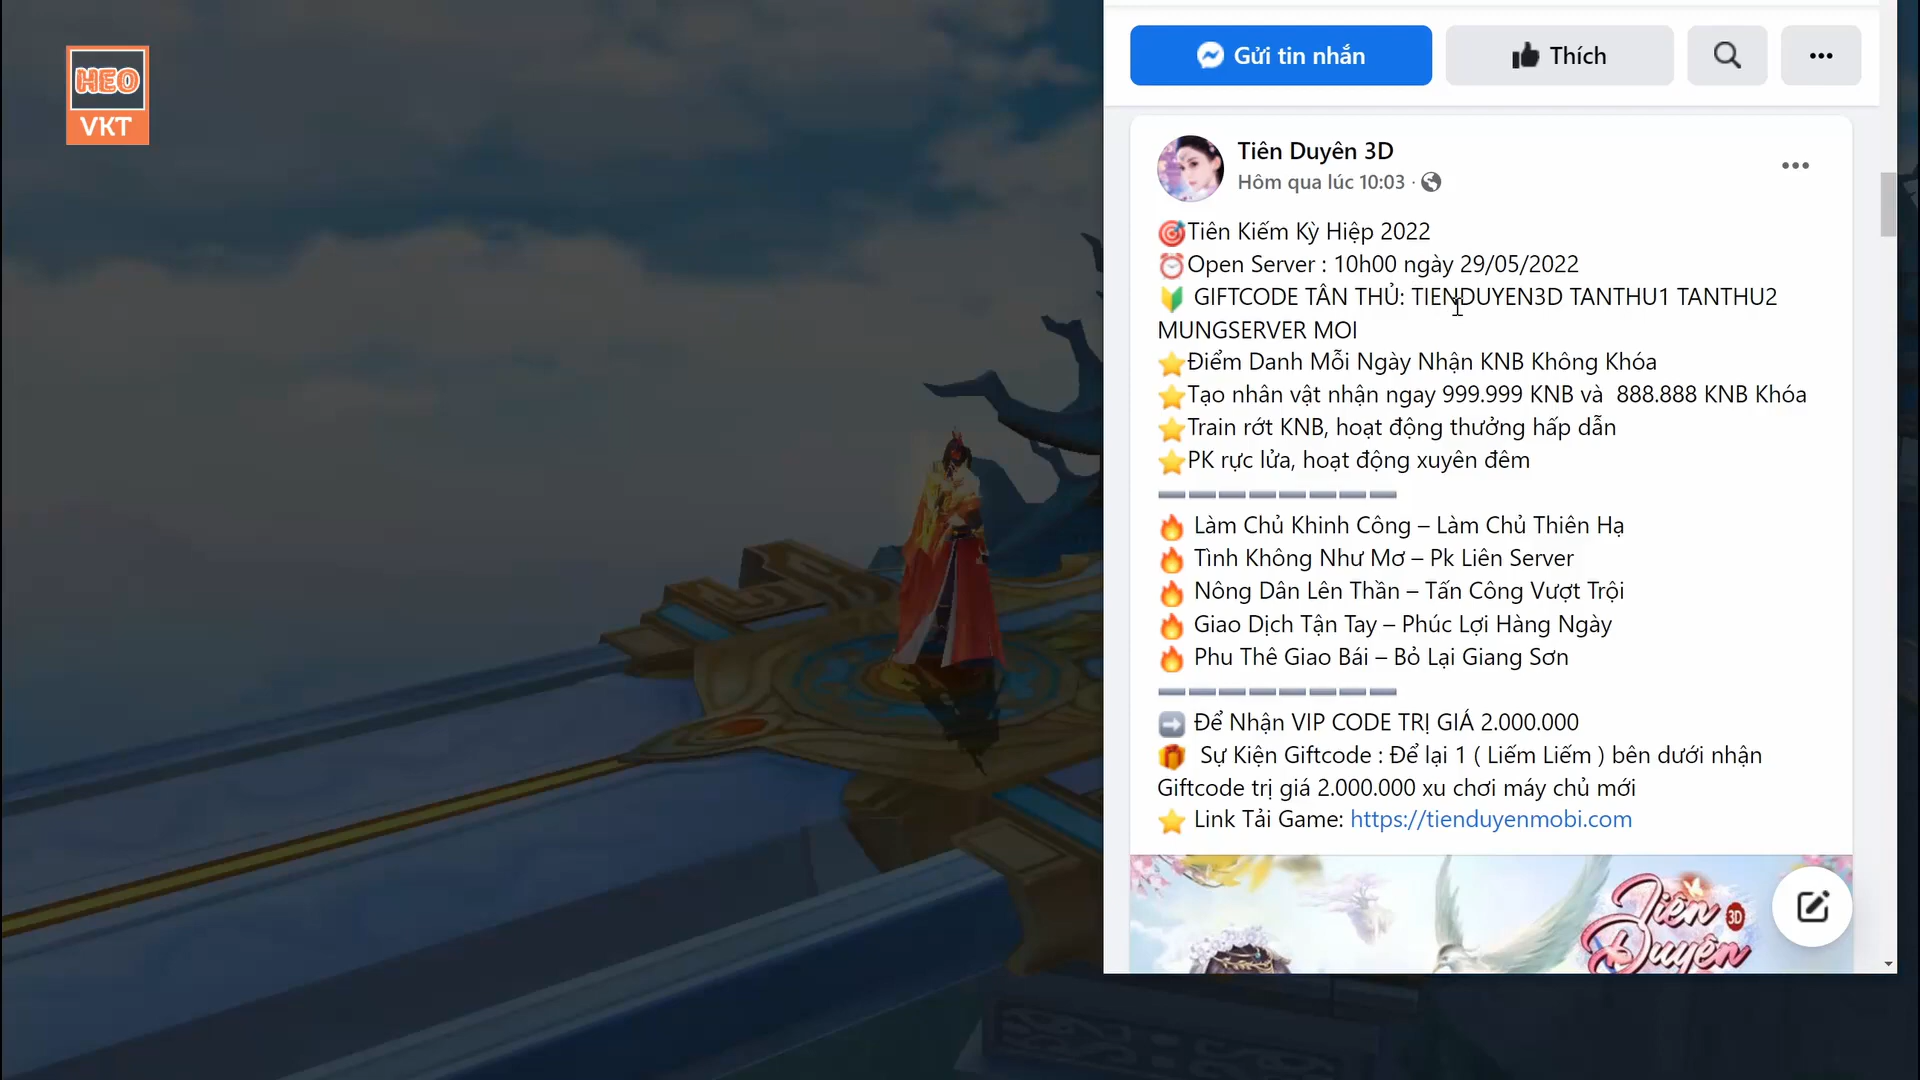 HEO
VKT
Gửi tin nhắn
Thích
Tiên Duyên 3D
Hôm qua lúc 10:03 ·
Tiên Kiếm Kỳ Hiệp 2022
Open Server : 10h00 ngày 29/05/2022
GIFTCODE TÂN THỦ: TIENDUYEN3D TANTHU1 TANTHU2
MUNGSERVER MOI
Điểm Danh Mỗi Ngày Nhận KNB Không Khóa
Tạo nhân vật nhận ngay 999.999 KNB và 888.888 KNB Khóa
Train rớt KNB, hoạt động thưởng hấp dẫn
PK rực lửa, hoạt động xuyên đêm
Làm Chủ Khinh Công – Làm Chủ Thiên Hạ
Tình Không Như Mơ – Pk Liên Server
Nông Dân Lên Thần – Tấn Công Vượt Trội
Giao Dịch Tận Tay – Phúc Lợi Hàng Ngày
Phu Thê Giao Bái – Bỏ Lại Giang Sơn
Để Nhận VIP CODE TRỊ GIÁ 2.000.000
Sự Kiện Giftcode : Để lại 1 ( Liếm Liếm ) bên dưới nhận
Giftcode trị giá 2.000.000 xu chơi máy chủ mới
Link Tải Game: https://tienduyenmobi.com
Tiên 3D
Duyên